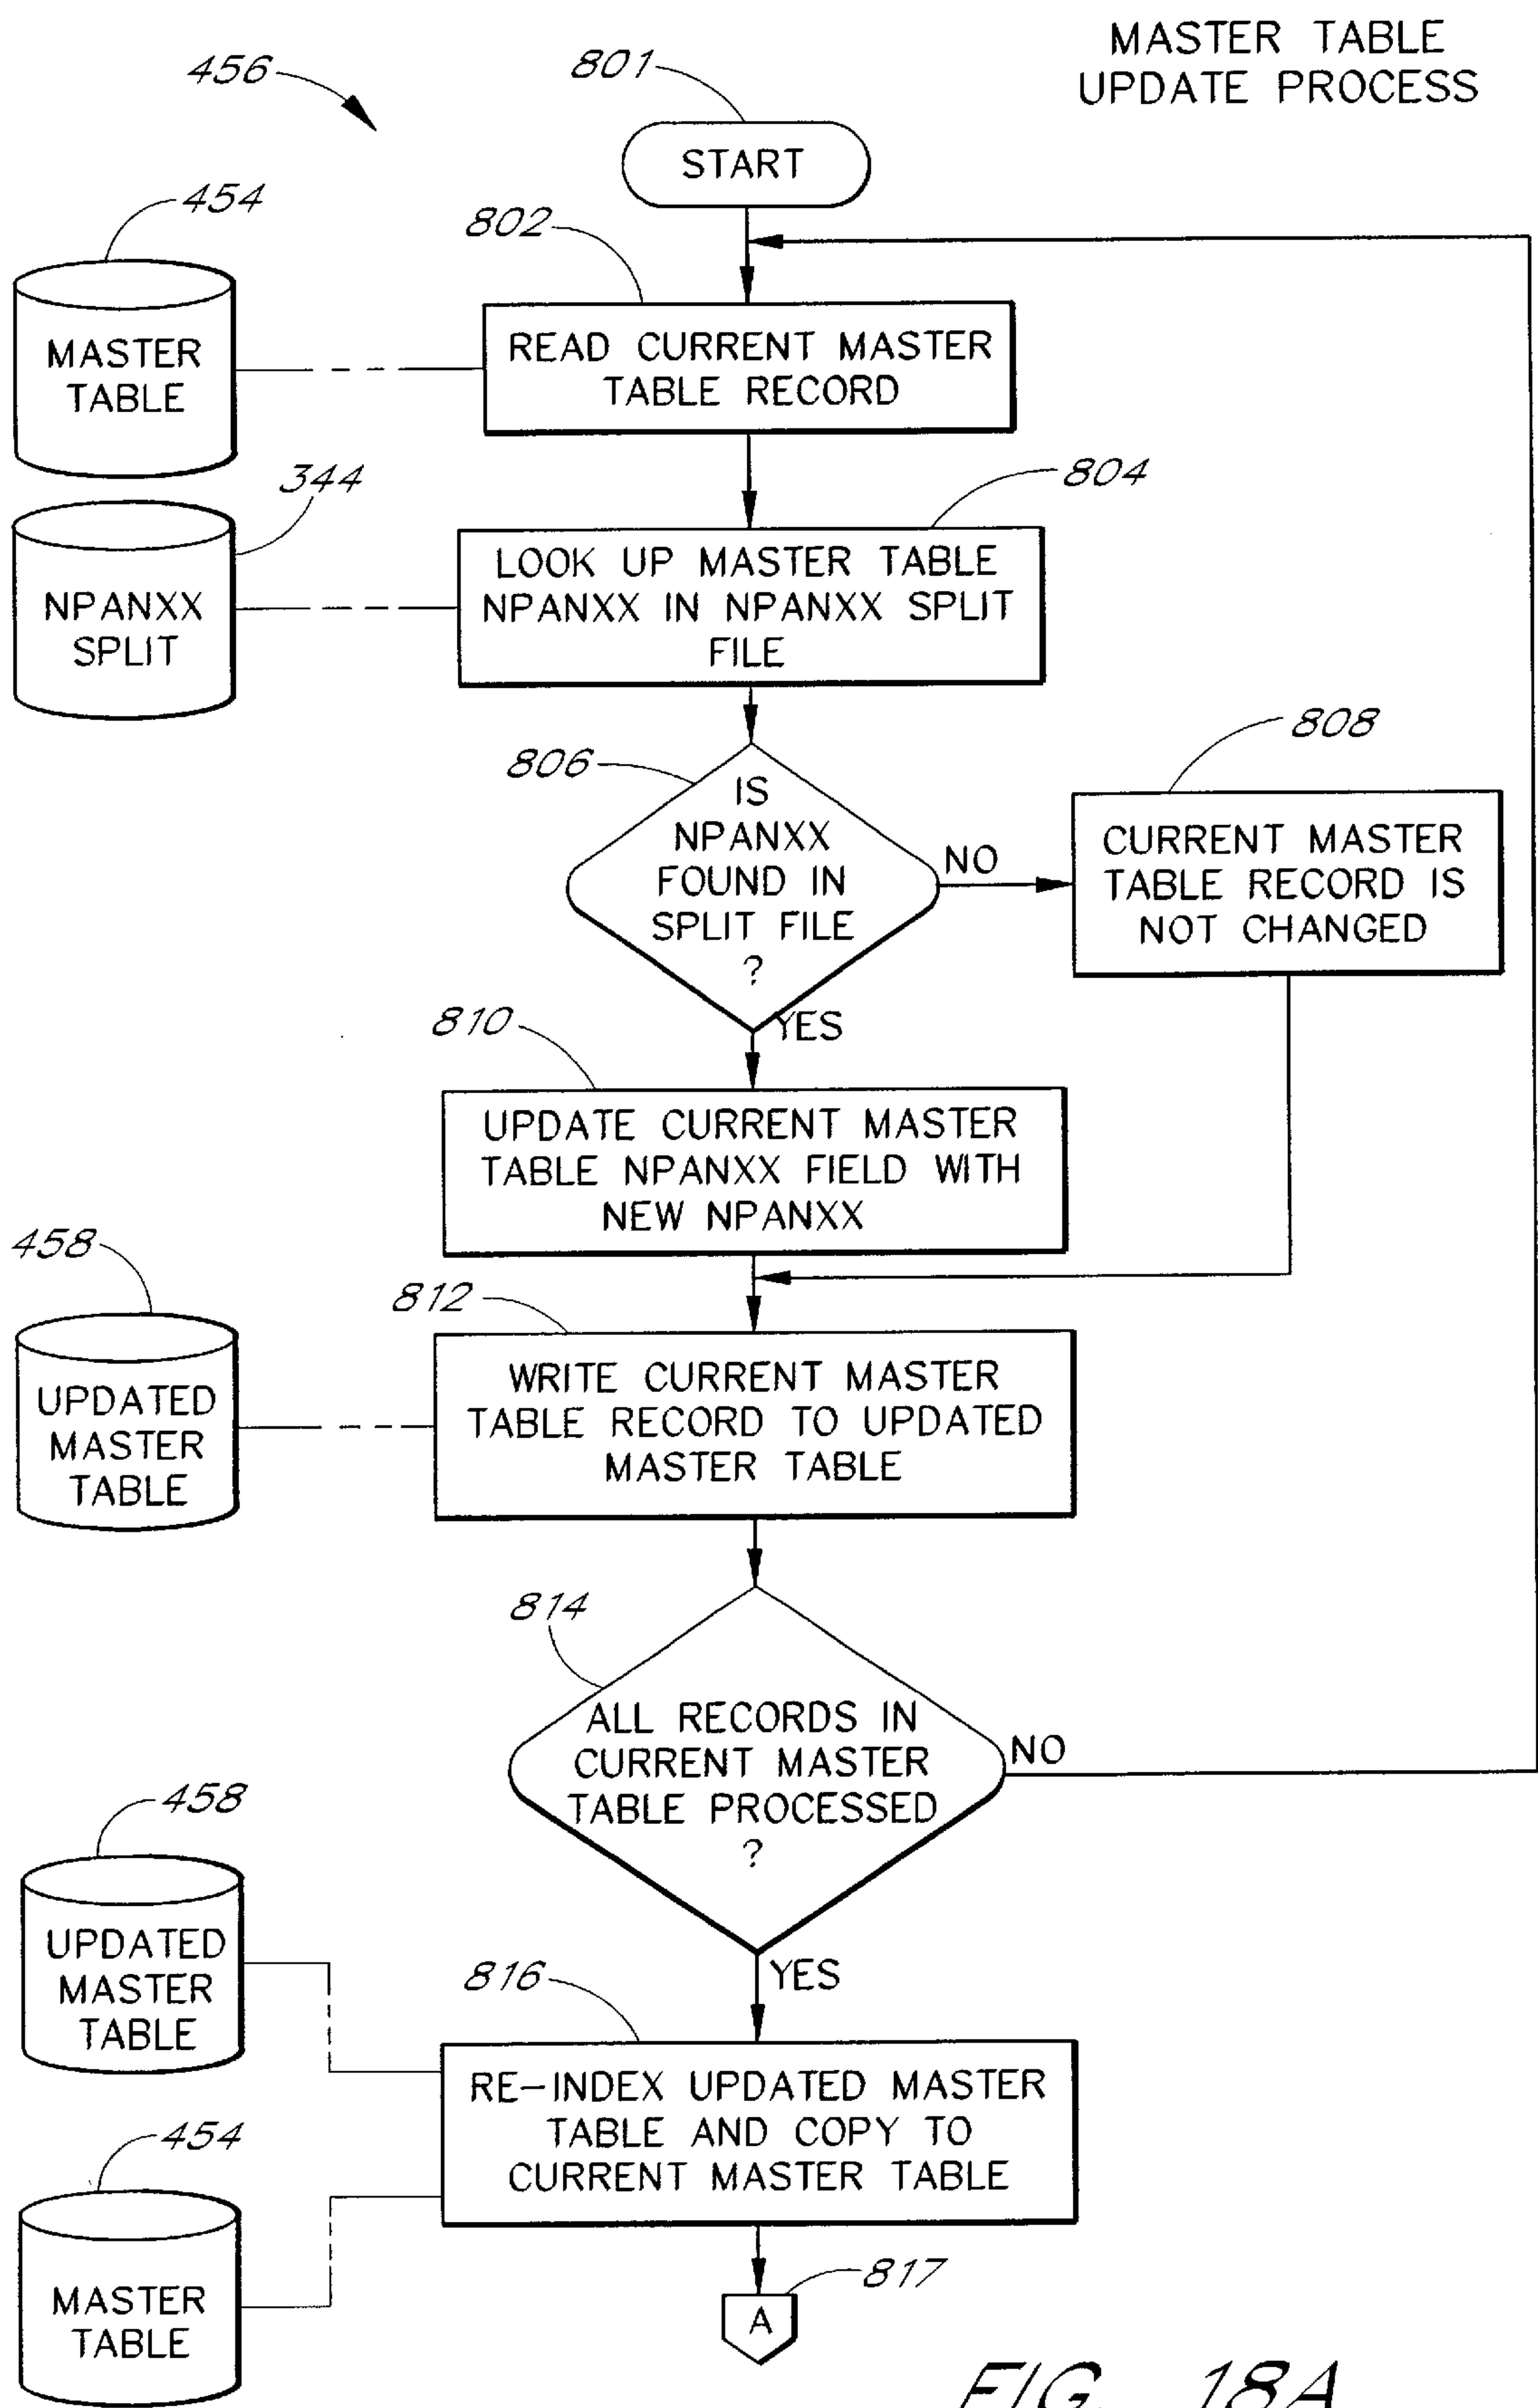 MASTER TABLE
UPDATE PROCESS
456
801
START
454
802
MASTER
TABLE
READ CURRENT MASTER
TABLE RECORD
344
804
NPANXX
SPLIT
LOOK UP MASTER TABLE
NPANXX IN NPANXX SPLIT
FILE
806
IS
NPANXX
FOUND IN
SPLIT FILE
?
NO
808
CURRENT MASTER
TABLE RECORD IS
NOT CHANGED
YES
810
UPDATE CURRENT MASTER
TABLE NPANXX FIELD WITH
NEW NPANXX
458
812
UPDATED
MASTER
TABLE
WRITE CURRENT MASTER
TABLE RECORD TO UPDATED
MASTER TABLE
814
ALL RECORDS IN
CURRENT MASTER
TABLE PROCESSED
?
NO
458
UPDATED
MASTER
TABLE
YES
816
RE-INDEX UPDATED MASTER
TABLE AND COPY TO
CURRENT MASTER TABLE
454
MASTER
TABLE
817
A
FIG. 18A